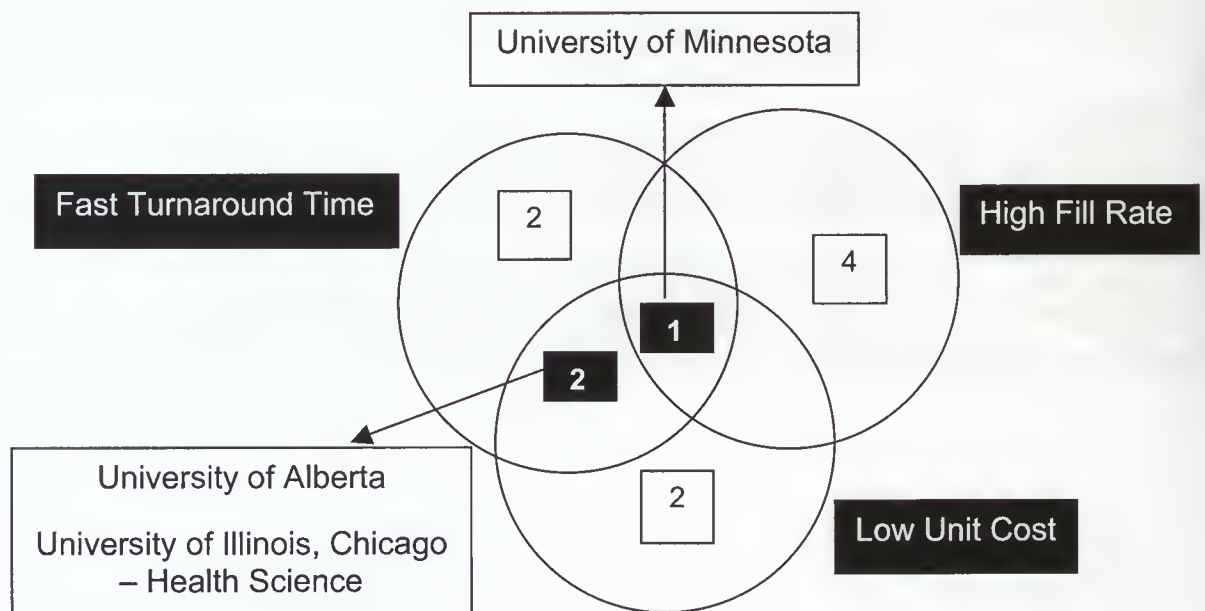 University of Minnesota
Fast Turnaround Time
2
High Fill Rate
4
1
2
University of Alberta
University of Illinois, Chicago
– Health Science
2
Low Unit Cost